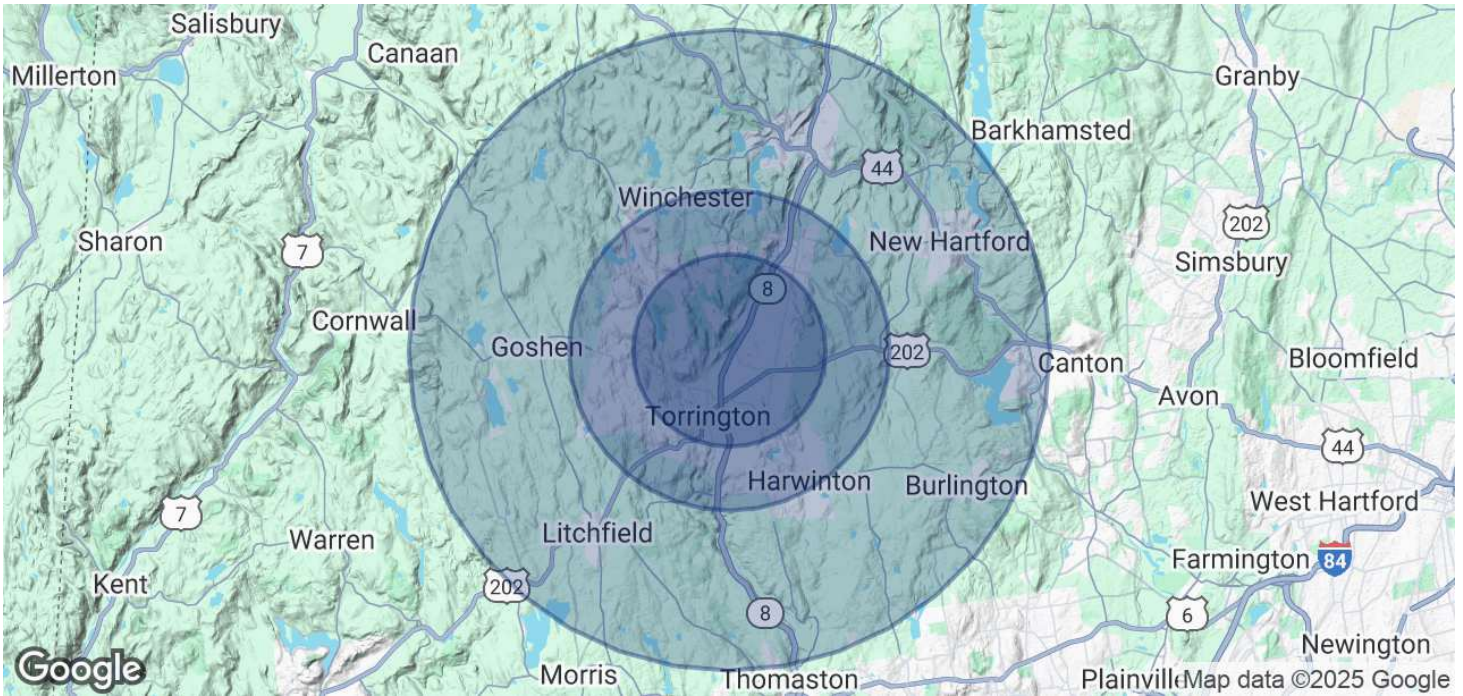 Salisbury
Canaan
Millerton
Granby
Barkhamsted
44
Winchester
202
Sharon
7
New Hartford
Simsbury
8
Cornwall
Goshen
202
Canton
Bloomfield
Avon
Torrington
44
Harwinton
Burlington
West Hartford
7
Litchfield
Warren
Farmington
84
Kent
202
8
6
Newington
Google
Morris
Thomaston
Plainville
Map data ©2025 Google